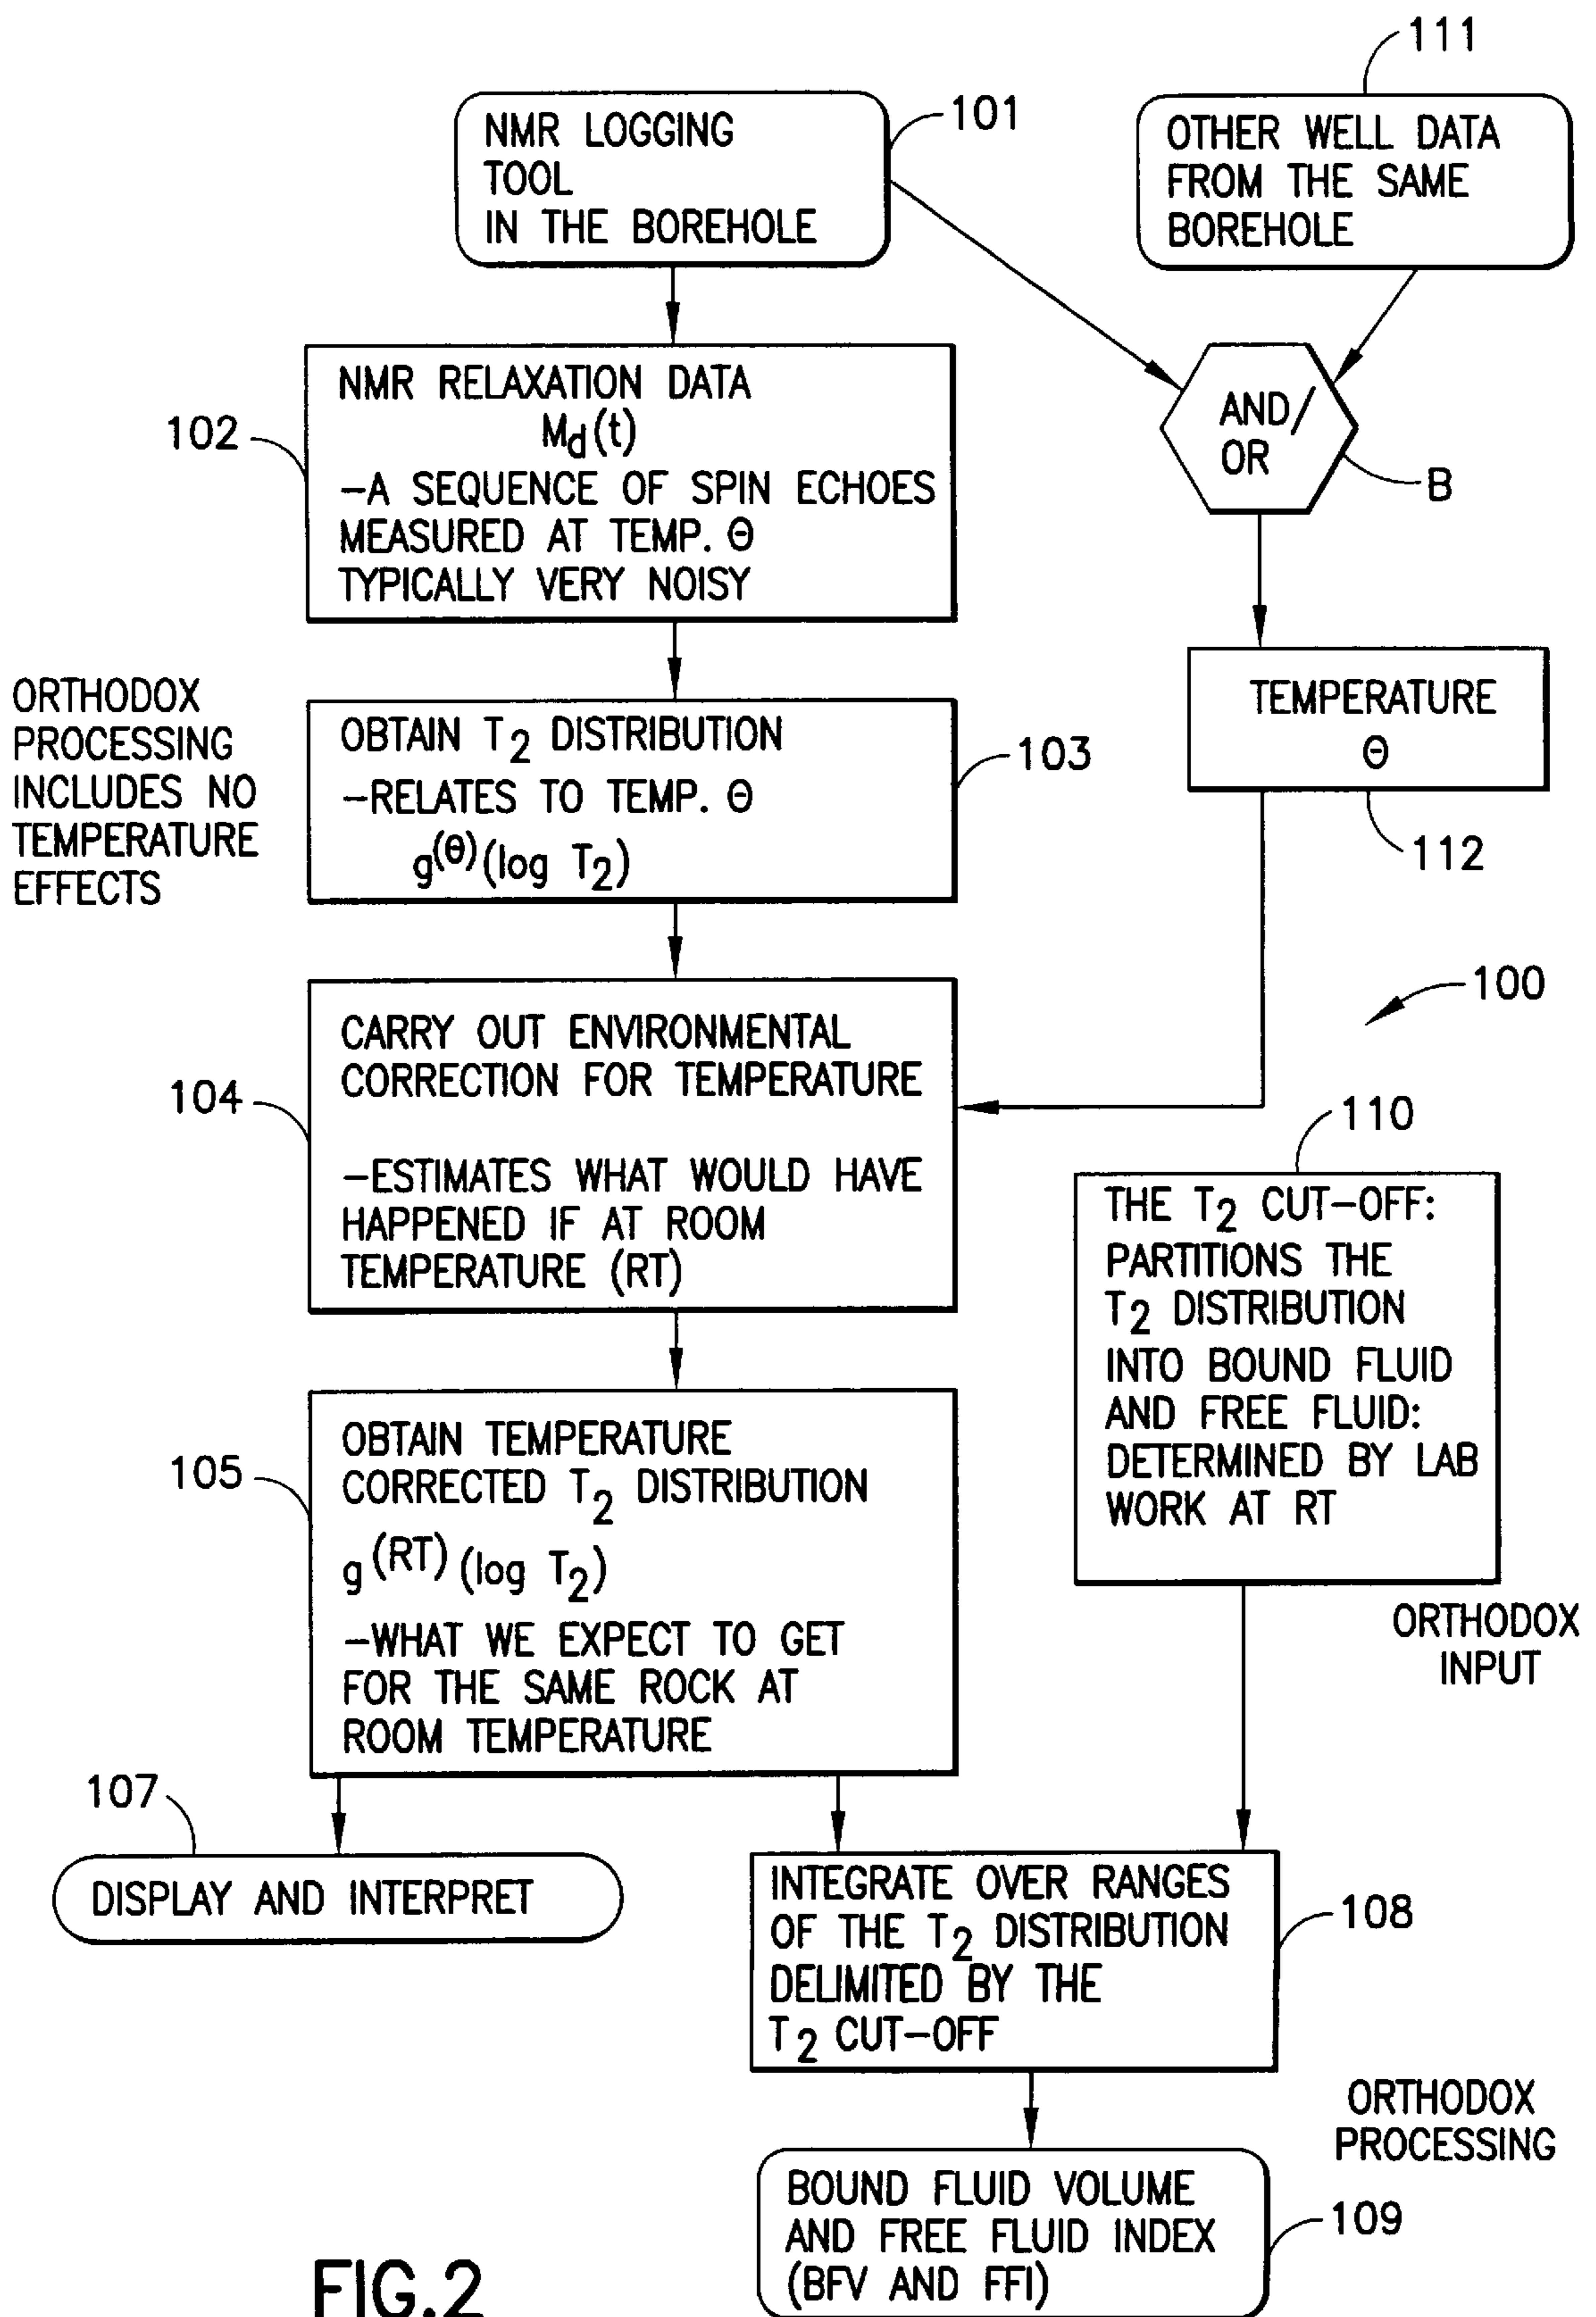 111
NMR LOGGING
TOOL
IN THE BOREHOLE
101
OTHER WELL DATA
FROM THE SAME
BOREHOLE
NMR RELAXATION DATA
Md(t)
–A SEQUENCE OF SPIN ECHOES
MEASURED AT TEMP. Θ
TYPICALLY VERY NOISY
102
AND/
OR
B
ORTHODOX
PROCESSING
INCLUDES NO
TEMPERATURE
EFFECTS
OBTAIN T2 DISTRIBUTION
–RELATES TO TEMP. Θ
g(Θ)(log T2)
103
TEMPERATURE
Θ
112
100
CARRY OUT ENVIRONMENTAL
CORRECTION FOR TEMPERATURE
–ESTIMATES WHAT WOULD HAVE
HAPPENED IF AT ROOM
TEMPERATURE (RT)
104
110
THE T2 CUT–OFF:
PARTITIONS THE
T2 DISTRIBUTION
INTO BOUND FLUID
AND FREE FLUID:
DETERMINED BY LAB
WORK AT RT
ORTHODOX
INPUT
105
OBTAIN TEMPERATURE
CORRECTED T2 DISTRIBUTION
g(RT)(log T2)
–WHAT WE EXPECT TO GET
FOR THE SAME ROCK AT
ROOM TEMPERATURE
107
DISPLAY AND INTERPRET
INTEGRATE OVER RANGES
OF THE T2 DISTRIBUTION
DELIMITED BY THE
T2 CUT–OFF
108
ORTHODOX
PROCESSING
BOUND FLUID VOLUME
AND FREE FLUID INDEX
(BFV AND FFI)
109
FIG.2